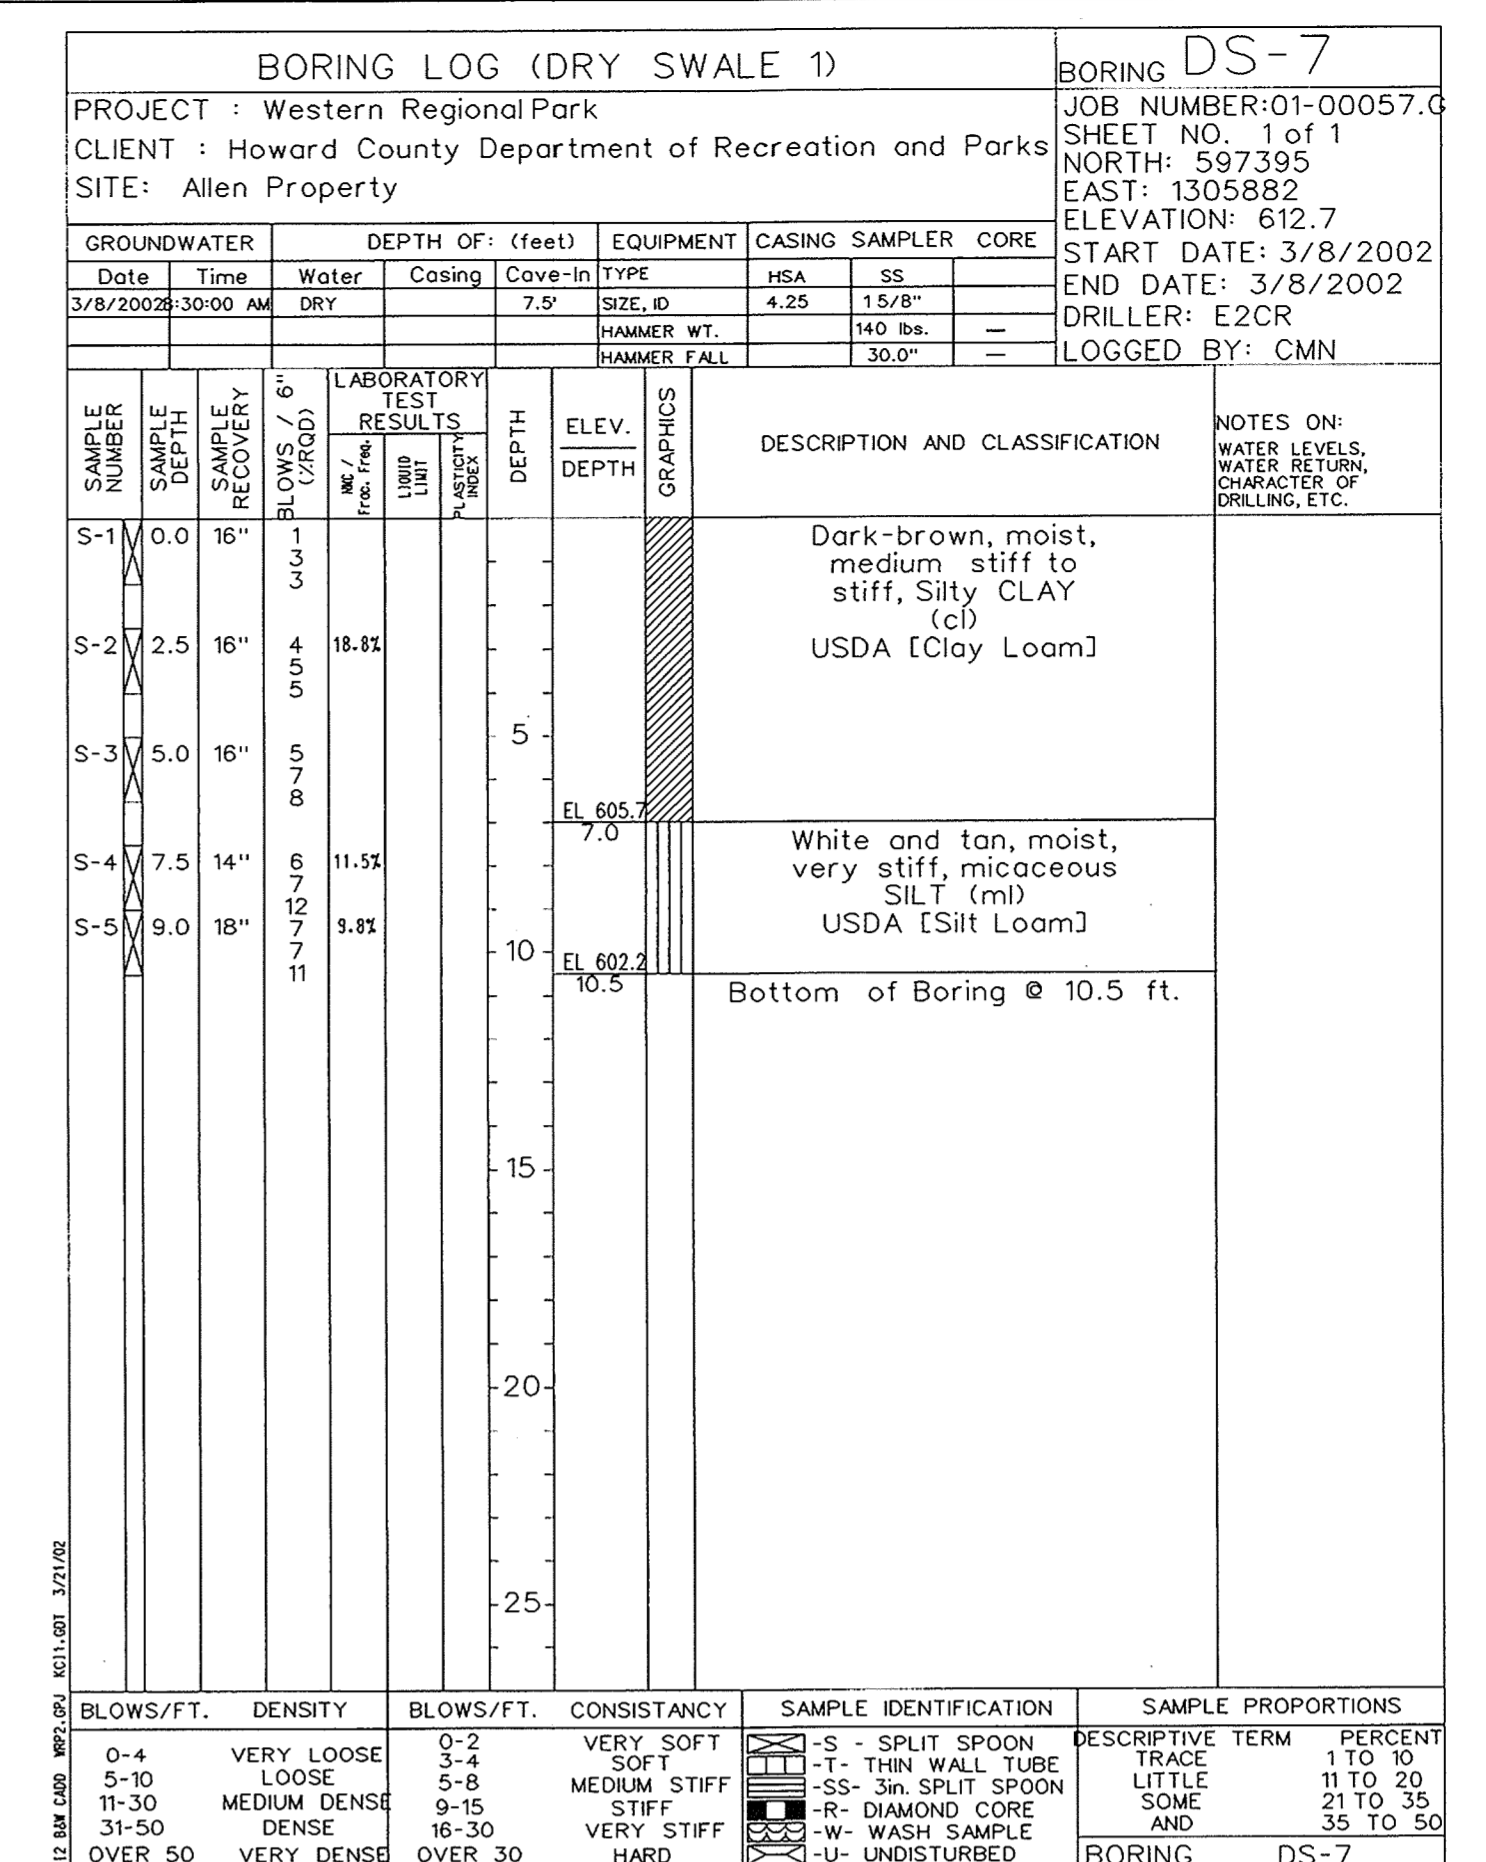 BORING LOG (DRY SWALE 1)
BORING DS-7
PROJECT : Western Regional Park
CLIENT : Howard County Department of Recreation and Parks
SITE: Allen Property
JOB NUMBER:01-00057.G
SHEET NO. 1 of 1
NORTH: 597395
EAST: 1305882
ELEVATION: 612.7
START DATE: 3/8/2002
END DATE: 3/8/2002
DRILLER: E2CR
LOGGED BY: CMN
GROUNDWATER DEPTH OF: (feet) EQUIPMENT CASING SAMPLER CORE
Date Time Water Casing Cave-In TYPE HSA SS
3/8/2002 8:30:00 AM DRY 7.5' SIZE, ID 4.25 1 5/8"
HAMMER WT. 140 lbs. —
HAMMER FALL 30.0" —
SAMPLE NUMBER
SAMPLE DEPTH
SAMPLE RECOVERY
BLOWS / 6" (%RQD)
LABORATORY TEST RESULTS
NMC / Frac. Freq.
LIQUID LIMIT
PLASTICITY INDEX
DEPTH
ELEV.
DEPTH
GRAPHICS
DESCRIPTION AND CLASSIFICATION
NOTES ON:
WATER LEVELS,
WATER RETURN,
CHARACTER OF
DRILLING, ETC.
S-1 0.0 16" 1
3
3
Dark-brown, moist,
medium stiff to
stiff, Silty CLAY
(cl)
USDA [Clay Loam]
S-2 2.5 16" 4 18.8%
5
5
5
S-3 5.0 16" 5
7
8
EL 605.7
7.0
White and tan, moist,
very stiff, micaceous
SILT (ml)
USDA [Silt Loam]
S-4 7.5 14" 6 11.5%
7
12
S-5 9.0 18" 7 9.8%
7
11
10
EL 602.2
10.5
Bottom of Boring @ 10.5 ft.
15
20
25
12 B&W CADD WRP2.GPJ KCI1.GDT 3/21/02
BLOWS/FT. DENSITY
0-4 VERY LOOSE
5-10 LOOSE
11-30 MEDIUM DENSE
31-50 DENSE
OVER 50 VERY DENSE
BLOWS/FT. CONSISTANCY
0-2 VERY SOFT
3-4 SOFT
5-8 MEDIUM STIFF
9-15 STIFF
16-30 VERY STIFF
OVER 30 HARD
SAMPLE IDENTIFICATION
-S - SPLIT SPOON
-T- THIN WALL TUBE
-SS- 3in. SPLIT SPOON
-R- DIAMOND CORE
-W- WASH SAMPLE
-U- UNDISTURBED
SAMPLE PROPORTIONS
DESCRIPTIVE TERM PERCENT
TRACE 1 TO 10
LITTLE 11 TO 20
SOME 21 TO 35
AND 35 TO 50
BORING DS-7